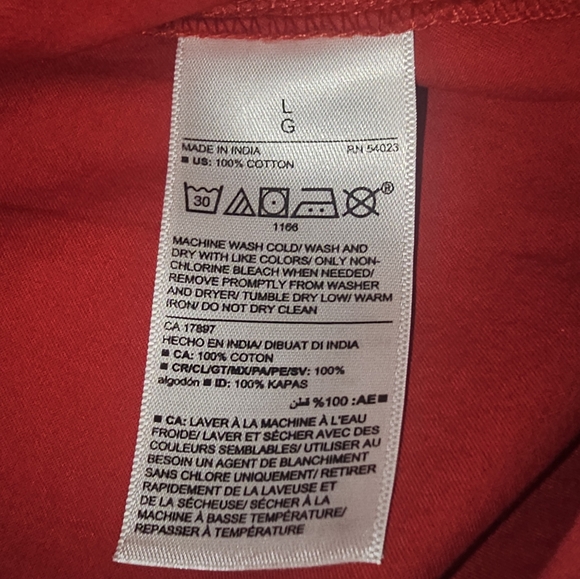 L
G
MADE IN INDIA RN 54023
■ US: 100% COTTON
30
®
1166
MACHINE WASH COLD/ WASH AND
DRY WITH LIKE COLORS/ ONLY NON-
CHLORINE BLEACH WHEN NEEDED/
REMOVE PROMPTLY FROM WASHER
AND DRYER/ TUMBLE DRY LOW/ WARM
IRON/ DO NOT DRY CLEAN
CA 17897
HECHO EN INDIA/ DIBUAT DI INDIA
■ CA: 100% COTON
■ CR/CL/GT/MX/PA/PE/SV: 100%
algodón ■ ID: 100% KAPAS
■AE: 100% قطن
■ CA: LAVER À LA MACHINE À L'EAU
FROIDE/ LAVER ET SÉCHER AVEC DES
COULEURS SEMBLABLES/ UTILISER AU
BESOIN UN AGENT DE BLANCHIMENT
SANS CHLORE UNIQUEMENT/ RETIRER
RAPIDEMENT DE LA LAVEUSE ET
DE LA SÉCHEUSE/ SÉCHER À LA
MACHINE À BASSE TEMPÉRATURE/
REPASSER À TEMPÉRATURE